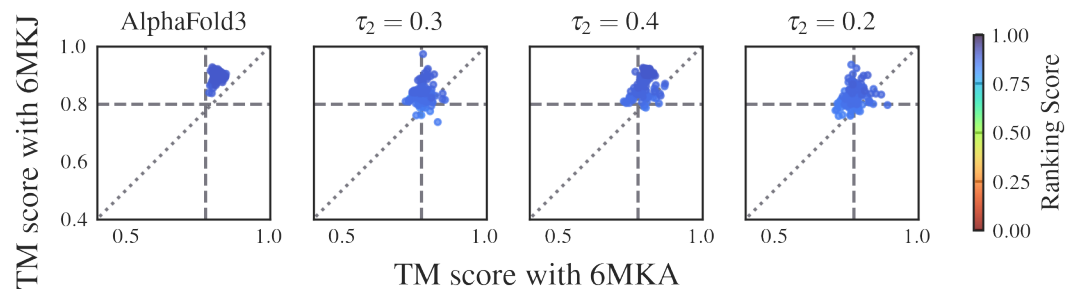 AlphaFold3
τ₂ = 0.3
τ₂ = 0.4
τ₂ = 0.2
TM score with 6MKJ
1.0
0.8
0.6
0.4
0.5 1.0
0.5 1.0
0.5 1.0
0.5 1.0
TM score with 6MKA
1.00
0.75
0.50
0.25
0.00
Ranking Score